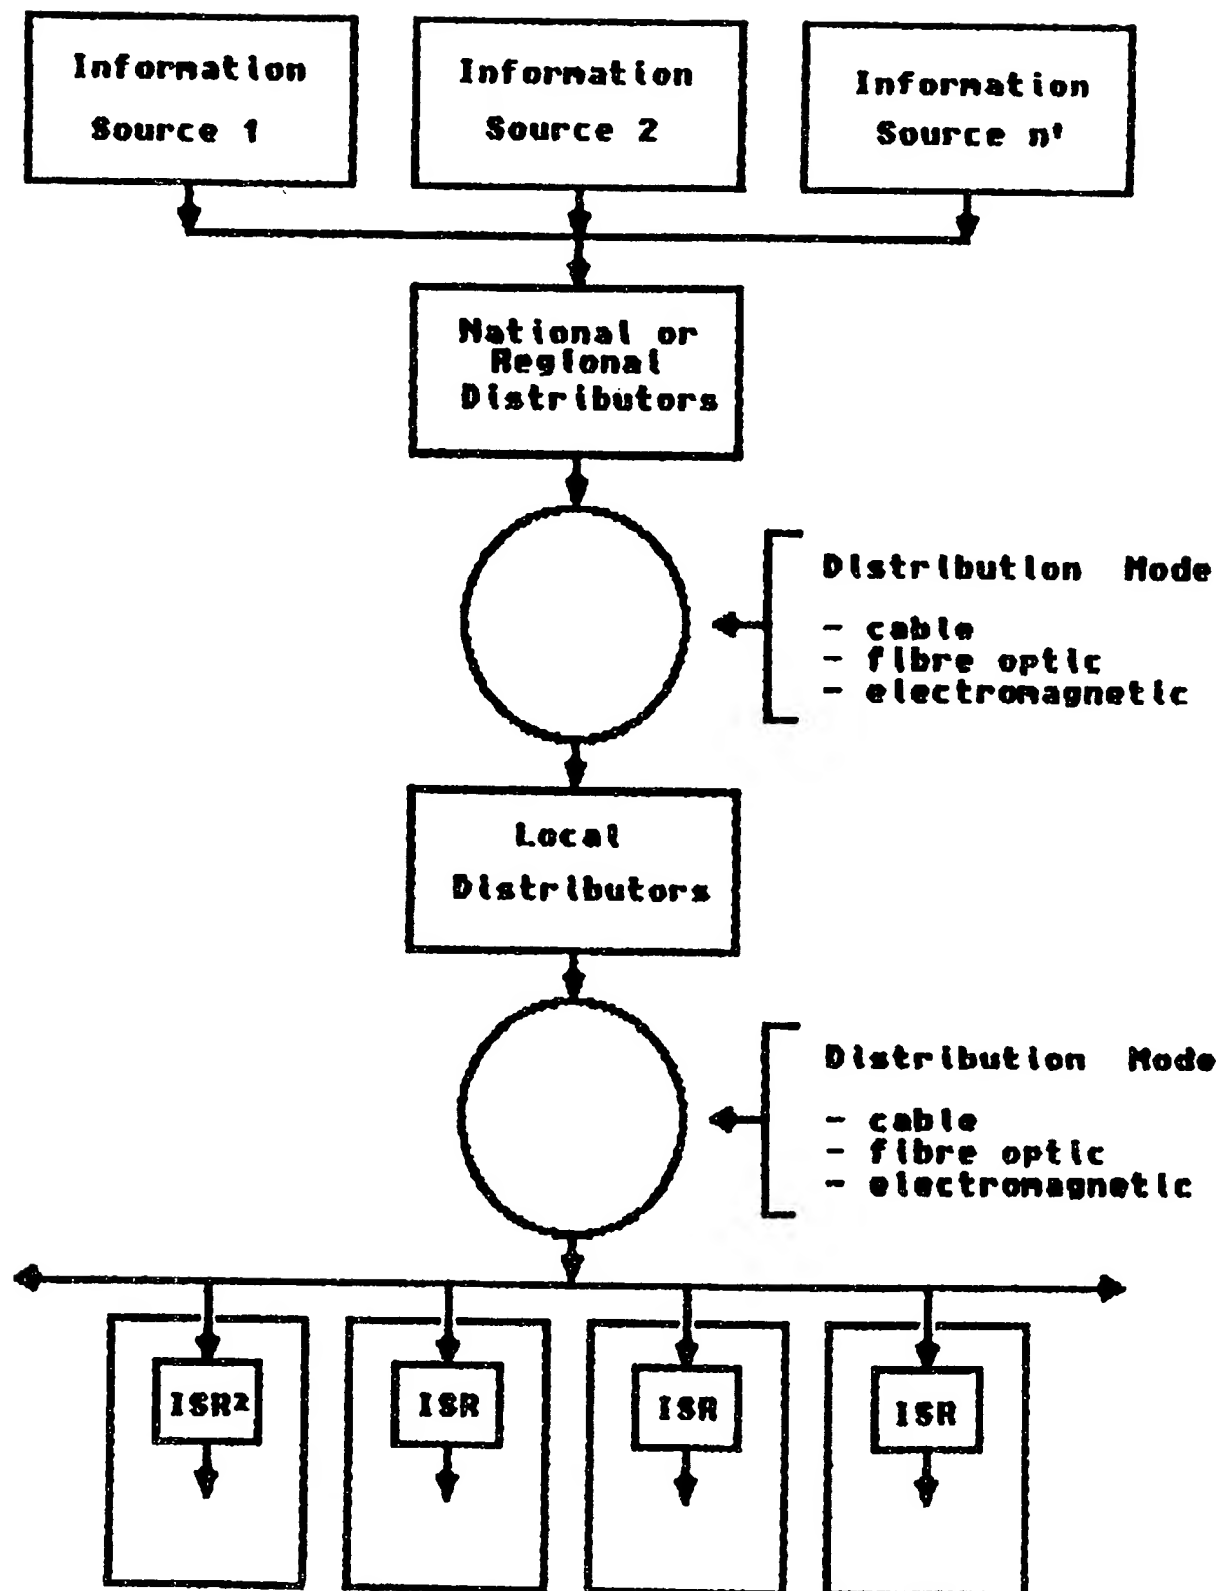 Information
Source 1
Information
Source 2
Information
Source n¹
National or
Regional
Distributors
Distribution Mode
- cable
- fibre optic
- electromagnetic
Local
Distributors
Distribution Mode
- cable
- fibre optic
- electromagnetic
ISR²
ISR
ISR
ISR